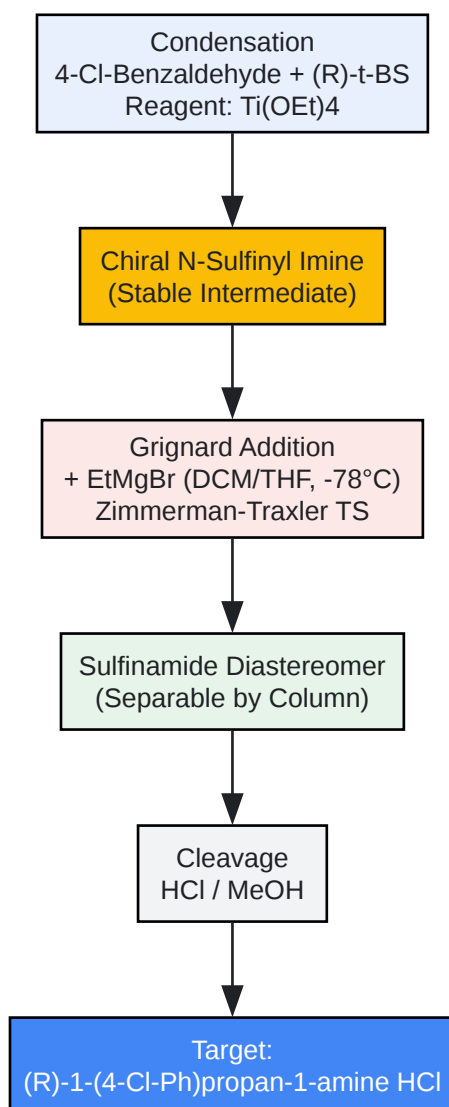 Condensation
4-Cl-Benzaldehyde + (R)-t-BS
Reagent: Ti(OEt)4
Chiral N-Sulfinyl Imine
(Stable Intermediate)
Grignard Addition
+ EtMgBr (DCM/THF, -78°C)
Zimmerman-Traxler TS
Sulfinamide Diastereomer
(Separable by Column)
Cleavage
HCl / MeOH
Target:
(R)-1-(4-Cl-Ph)propan-1-amine HCl